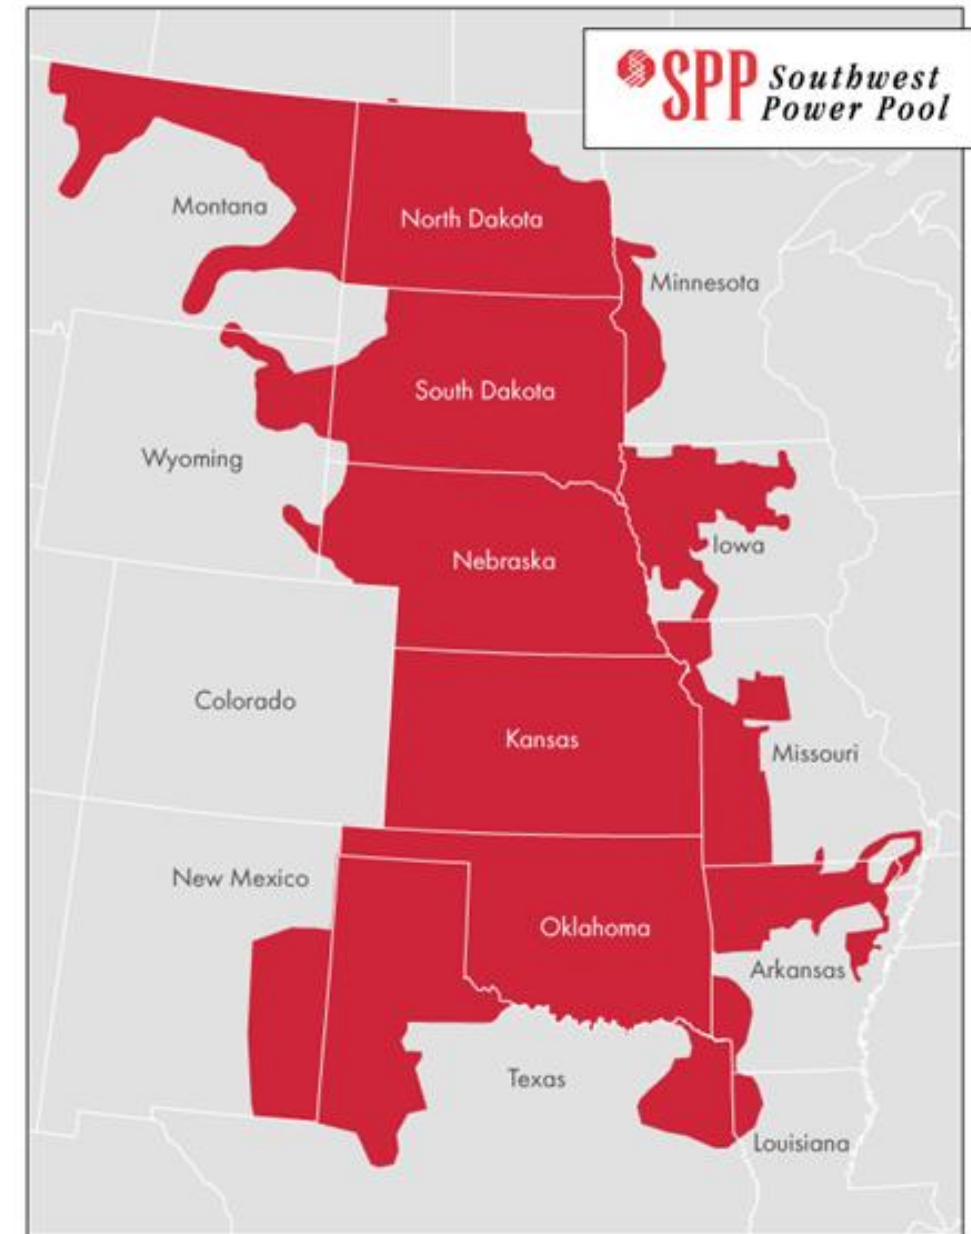 SPP Southwest
Power Pool
Montana
North Dakota
Minnesota
South Dakota
Wyoming
Iowa
Nebraska
Colorado
Kansas
Missouri
New Mexico
Oklahoma
Arkansas
Texas
Louisiana